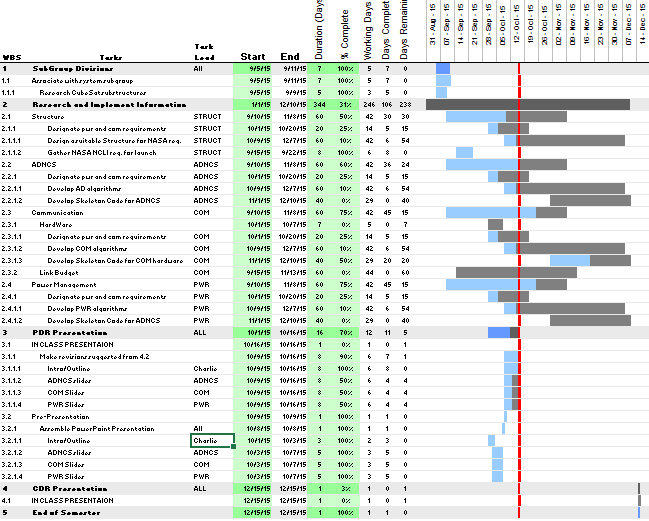 WBS Tasks Task Lead Start End Duration (Days % Complete Working Days Days Complet Days Remainin 31 - Aug - 15 07 - Sep - 15 14 - Sep - 15 21 - Sep - 15 28 - Sep - 15 05 - Oct - 15 12 - Oct - 15 19 - Oct - 15 26 - Oct - 15 02 - Nov - 15 09 - Nov - 15 16 - Nov - 15 23 - Nov - 15 30 - Nov - 15 07 - Dec - 15 14 - Dec - 15
1 SubGroup Divisions All 9/5/15 9/11/15 7 100% 5 7 0
1.1 Associate with system subgroup 9/5/15 9/11/15 7 100% 5 7 0
1.1.1 Research CubeSat substructures 9/5/15 9/9/15 5 100% 3 5 0
2 Research and Implement Information 1/1/15 12/10/15 344 31% 246 106 238
2.1 Structure STRUCT 9/10/15 11/8/15 60 50% 42 30 30
2.1.1 Designate pur and cam requirements STRUCT 10/1/15 10/20/15 20 25% 14 5 15
2.1.1.1 Design a suitable Structure for NASA req. STRUCT 10/9/15 12/7/15 60 10% 42 6 54
2.1.1.2 Gather NASA NCLI req. for launch STRUCT 9/15/15 9/22/15 8 100% 6 8 0
2.2 ADNCS ADNCS 9/10/15 11/8/15 60 60% 42 36 24
2.2.1 Designate pur and cam requirements ADNCS 10/1/15 10/20/15 20 25% 14 5 15
2.2.1.1 Develop AD algorithms ADNCS 10/9/15 12/7/15 60 10% 42 6 54
2.2.1.2 Develop Skeleton Code for ADNCS ADNCS 11/1/15 12/10/15 40 0% 29 0 40
2.3 Communication COM 9/10/15 11/8/15 60 75% 42 45 15
2.3.1 HardWare 10/1/15 10/7/15 7 0% 5 0 7
2.3.1.1 Designate pur and cam requirements COM 10/1/15 10/20/15 20 25% 14 5 15
2.3.1.2 Develop COM algorithms COM 10/9/15 12/7/15 60 10% 42 6 54
2.3.1.3 Develop Skeleton Code for COM hardware COM 11/1/15 12/10/15 40 50% 29 20 20
2.3.2 Link Budget COM 9/15/15 11/13/15 60 0% 44 0 60
2.4 Power Management PWR 9/10/15 11/8/15 60 75% 42 45 15
2.4.1 Designate pur and cam requirements PWR 10/1/15 10/20/15 20 25% 14 5 15
2.4.1.1 Develop PWR algorithms PWR 10/9/15 12/7/15 60 10% 42 6 54
2.4.1.2 Develop Skeleton Code for ADNCS PWR 11/1/15 12/10/15 40 0% 29 0 40
3 PDR Presentation ALL 10/1/15 10/16/15 16 70% 12 11 5
3.1 INCLASS PRESENTAION 10/16/15 10/16/15 1 0% 1 0 1
3.1.1 Make revisions suggested from 4.2 10/9/15 10/16/15 8 90% 6 7 1
3.1.1.1 Intro/Outline Charlie 10/9/15 10/16/15 8 100% 6 8 0
3.1.1.2 ADNCS slides ADNCS 10/9/15 10/16/15 8 50% 6 4 4
3.1.1.3 COM Slides COM 10/9/15 10/16/15 8 50% 6 4 4
3.1.1.4 PWR Slides PWR 10/9/15 10/16/15 8 50% 6 4 4
3.2 Pre-Presentation 10/9/15 10/9/15 1 100% 1 1 0
3.2.1 Assemble PowerPoint Presentation All 10/8/15 10/8/15 1 100% 1 1 0
3.2.1.1 Intro/Outline Charlie 10/1/15 10/3/15 3 100% 2 3 0
3.2.1.2 ADNCS slides ADNCS 10/3/15 10/7/15 5 100% 3 5 0
3.2.1.3 COM Slides COM 10/3/15 10/7/15 5 100% 3 5 0
3.2.1.4 PWR Slides PWR 10/3/15 10/7/15 5 100% 3 5 0
4 CDR Presentation ALL 12/15/15 12/15/15 1 3% 1 0 1
4.1 INCLASS PRESENTAION 12/15/15 12/15/15 1 0% 1 0 1
5 End of Semester 12/15/15 12/15/15 1 100% 1 1 0